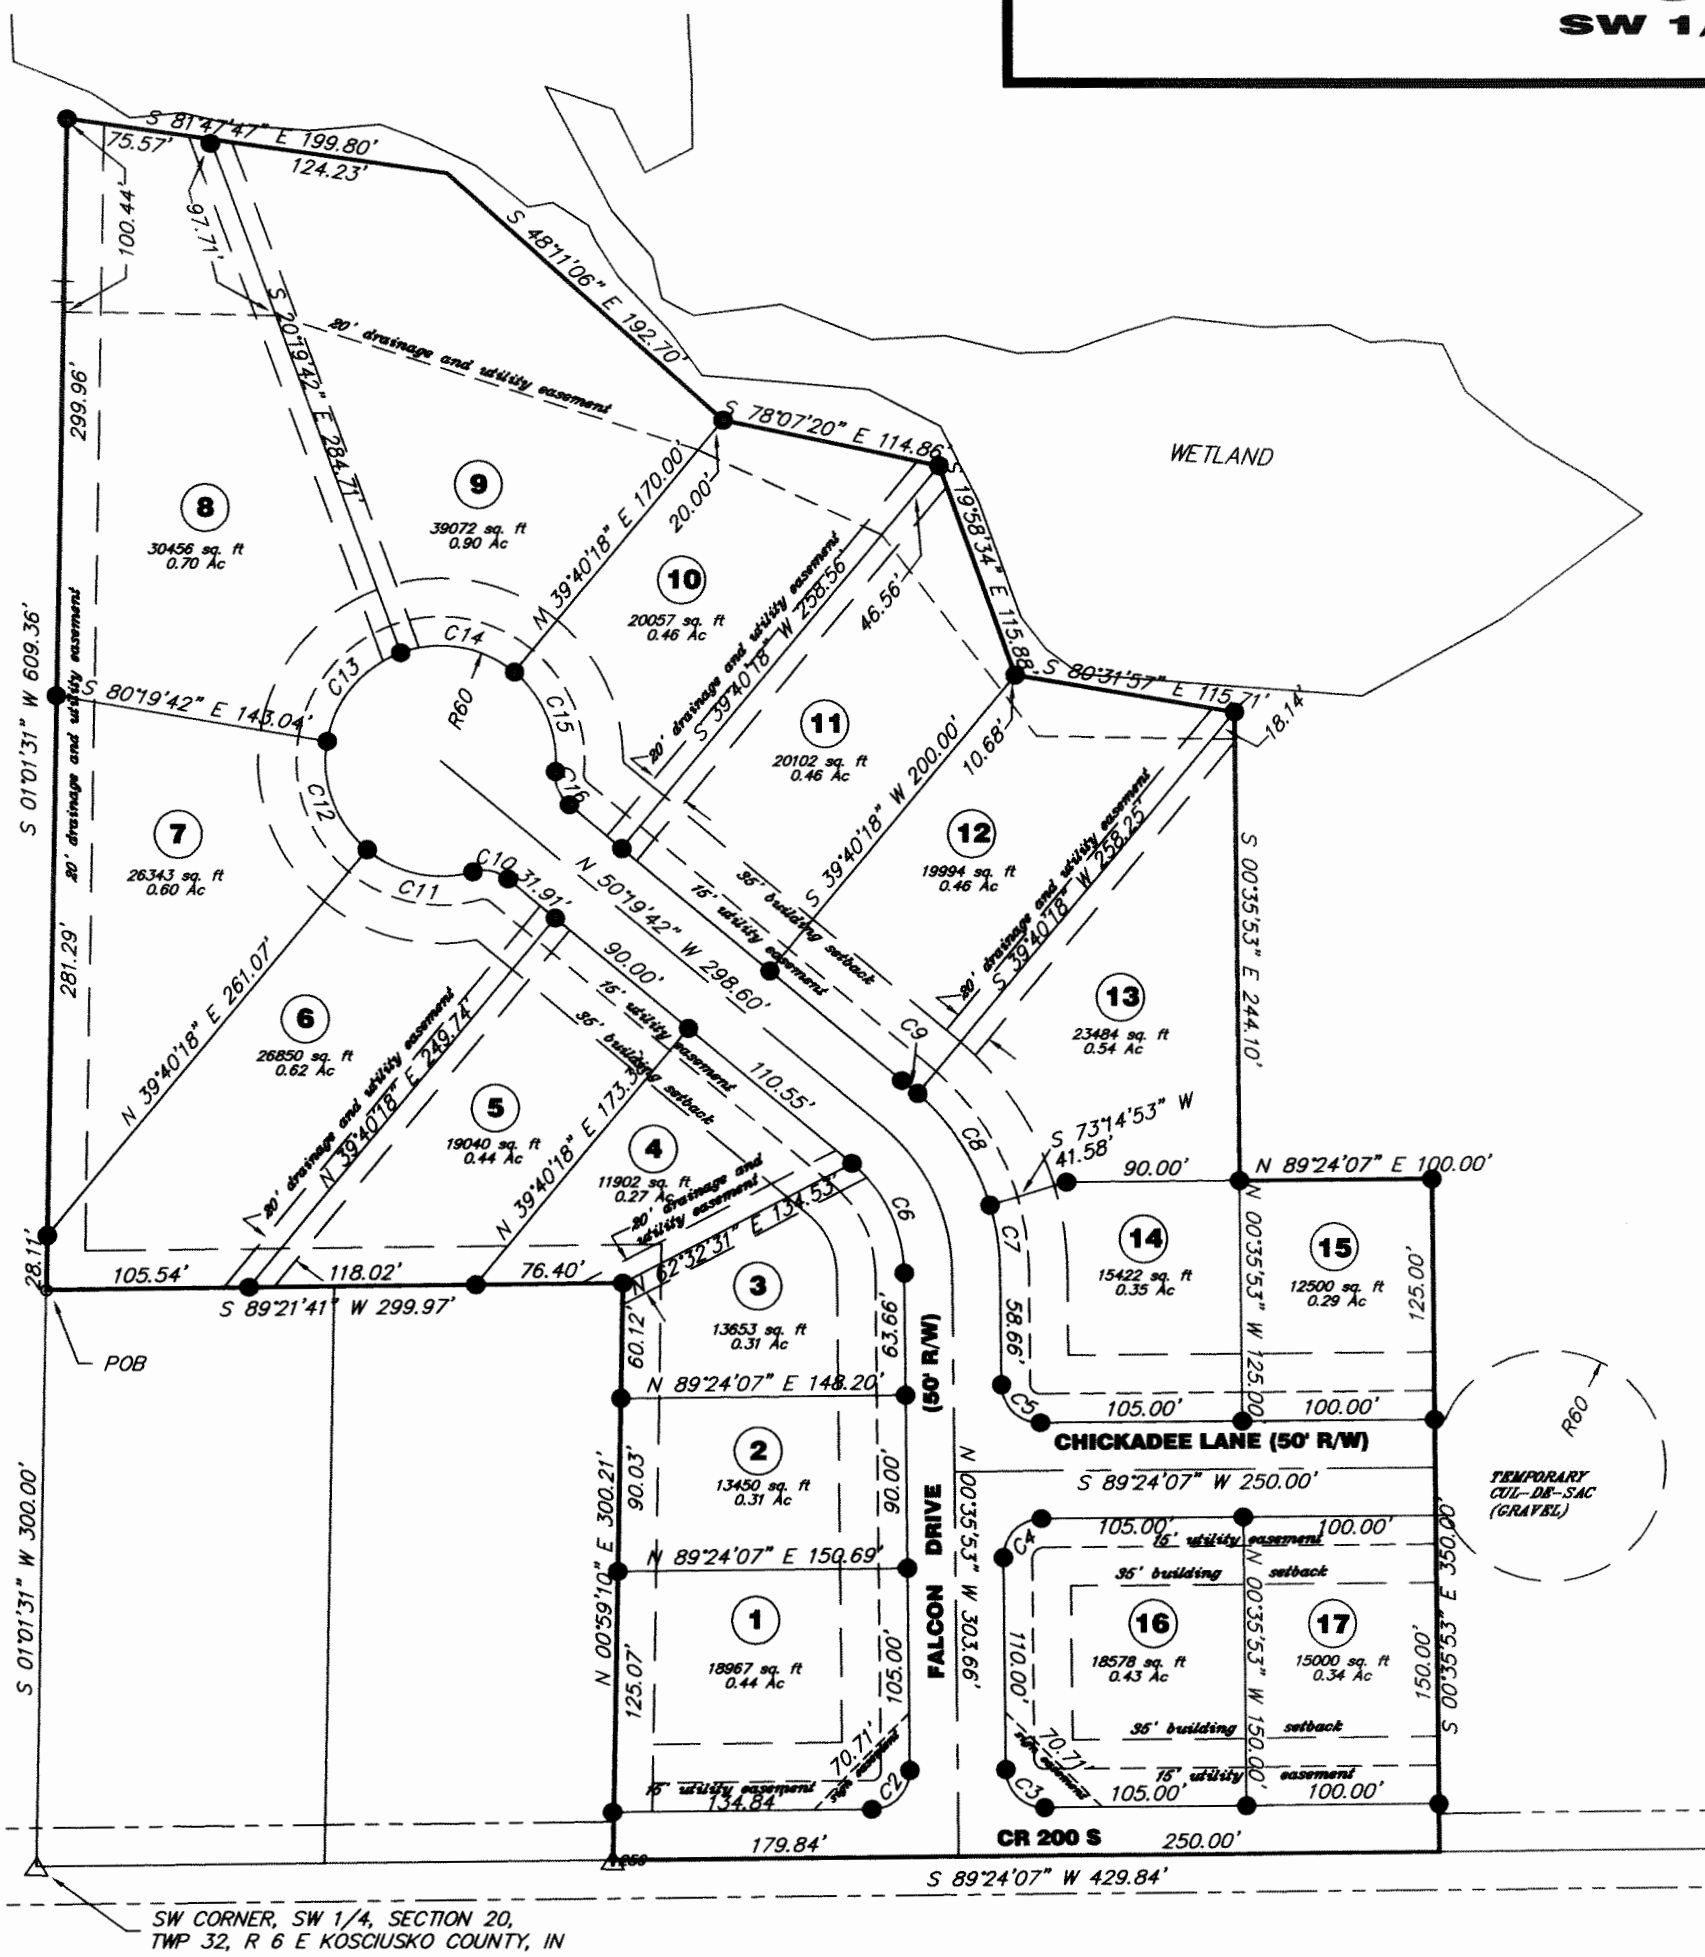 SW 1/
S 81°47'47" E 199.80'
75.57'
124.23'
100.44'
97.71'
S 48°11'06" E 192.70'
S 20°19'42" E 284.71'
20' drainage and utility easement
299.96'
S 78°07'20" E 114.86'
WETLAND
S 19°58'34" E 115.88'
8
30456 sq. ft
0.70 Ac
9
39072 sq. ft
0.90 Ac
N 39°40'18" E 170.00'
20.00'
10
20057 sq. ft
0.46 Ac
20' drainage and utility easement
S 39°40'18" W 258.56'
46.56'
S 01°01'31" W 609.36'
20' drainage and utility easement
S 80°19'42" E 143.04'
C13
C14
R60
C15
C16
C12
C11
C10
31.91'
11
20102 sq. ft
0.46 Ac
S 39°40'18" W 200.00'
10.68'
S 80°31'57" E 115.71'
18.14'
7
26343 sq. ft
0.60 Ac
12
19994 sq. ft
0.46 Ac
20' drainage and utility easement
S 39°40'18" W 258.25'
S 00°35'53" E 244.10'
N 50°19'42" W 298.60'
15' utility easement
35' building setback
90.00'
281.29'
N 39°40'18" E 261.07'
6
26850 sq. ft
0.62 Ac
20' drainage and utility easement
N 39°40'18" E 249.74'
15' utility easement
35' building setback
110.55'
C9
13
23484 sq. ft
0.54 Ac
5
19040 sq. ft
0.44 Ac
N 39°40'18" E 173.3
4
11902 sq. ft
0.27 Ac
20' drainage and
utility easement
N 62°32'31" E 134.53'
C8
S 73°14'53" W
41.58'
90.00'
N 89°24'07" E 100.00'
C6
C7
28.11'
105.54'
118.02'
76.40'
S 89°21'41" W 299.97'
POB
3
13653 sq. ft
0.31 Ac
60.12'
63.66'
58.66'
14
15422 sq. ft
0.35 Ac
N 00°35'53" W 125.00'
15
12500 sq. ft
0.29 Ac
125.00'
N 89°24'07" E 148.20'
(50' R/W)
C5
105.00'
100.00'
CHICKADEE LANE (50' R/W)
S 89°24'07" W 250.00'
R60
TEMPORARY
CUL-DE-SAC
(GRAVEL)
2
13450 sq. ft
0.31 Ac
90.03'
90.00'
N 00°59'10" E 300.21'
N 89°24'07" E 150.69'
FALCON DRIVE
N 00°35'53" W 303.66'
C4
105.00'
100.00'
15' utility easement
35' building setback
S 01°01'31" W 300.00'
1
18967 sq. ft
0.44 Ac
125.07'
105.00'
110.00'
16
18578 sq. ft
0.43 Ac
N 00°35'53" W 150.00'
17
15000 sq. ft
0.34 Ac
150.00'
S 00°35'53" E 350.00'
35' building setback
70.71'
sign easement
C2
70.71'
sign easement
C3
15' utility easement
134.84
15' utility easement
105.00'
100.00'
179.84'
CR 200 S
250.00'
S 89°24'07" W 429.84'
SW CORNER, SW 1/4, SECTION 20,
TWP 32, R 6 E KOSCIUSKO COUNTY, IN